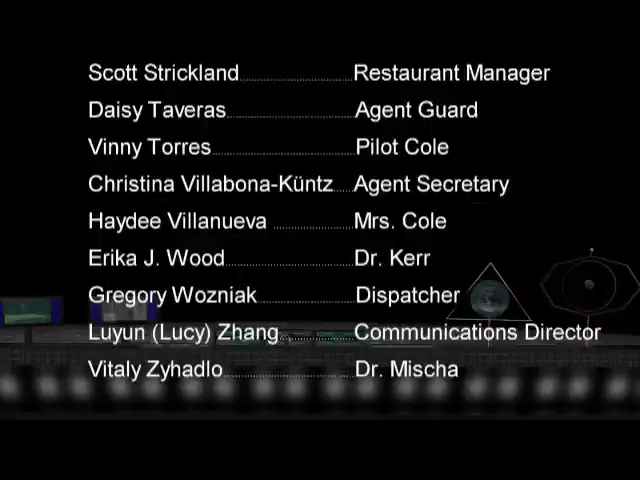 Scott Strickland..............................Restaurant Manager
Daisy Taveras..................................Agent Guard
Vinny Torres.....................................Pilot Cole
Christina Villabona-Küntz.....Agent Secretary
Haydee Villanueva .....................Mrs. Cole
Erika J. Wood..................................Dr. Kerr
Gregory Wozniak..........................Dispatcher
Luyun (Lucy) Zhang....................Communications Director
Vitaly Zyhadlo...................................Dr. Mischa